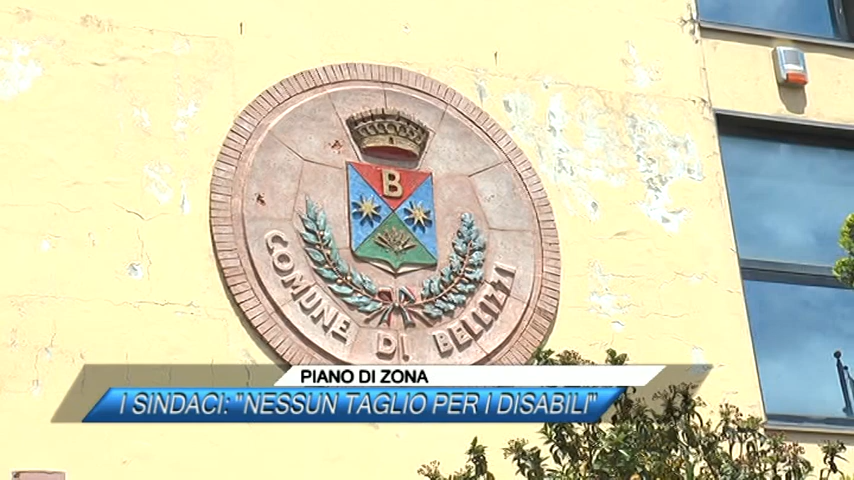 B
COMUNE DI BELLIZZI
PIANO DI ZONA
I SINDACI: "NESSUN TAGLIO PER I DISABILI"